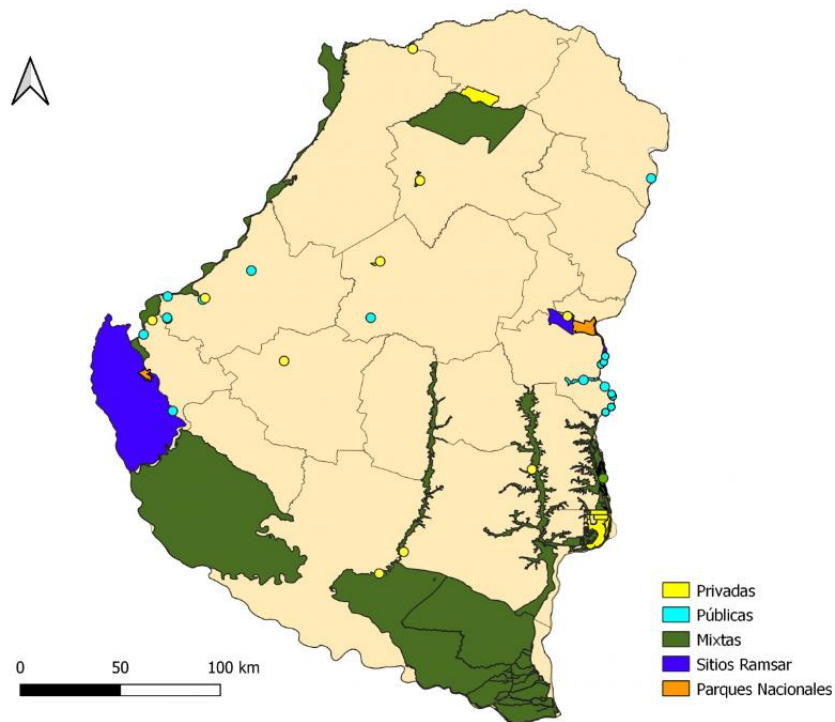 Privadas
Públicas
Mixtas
Sitios Ramsar
Parques Nacionales
0 50 100 km